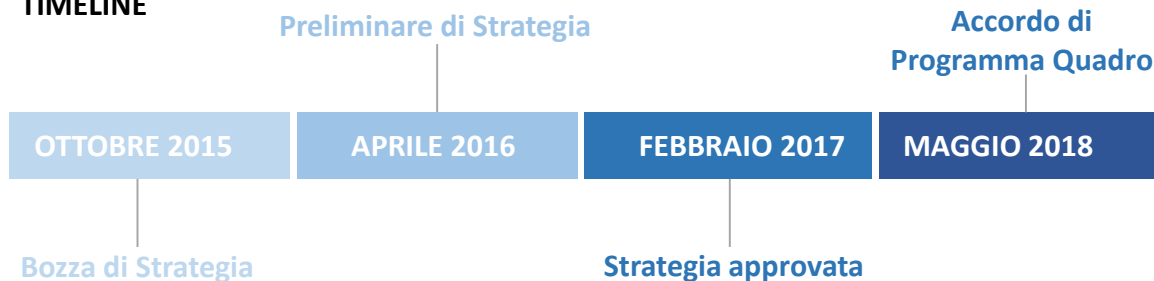 TIMELINE
Preliminare di Strategia
Accordo di
Programma Quadro
OTTOBRE 2015
APRILE 2016
FEBBRAIO 2017
MAGGIO 2018
Bozza di Strategia
Strategia approvata